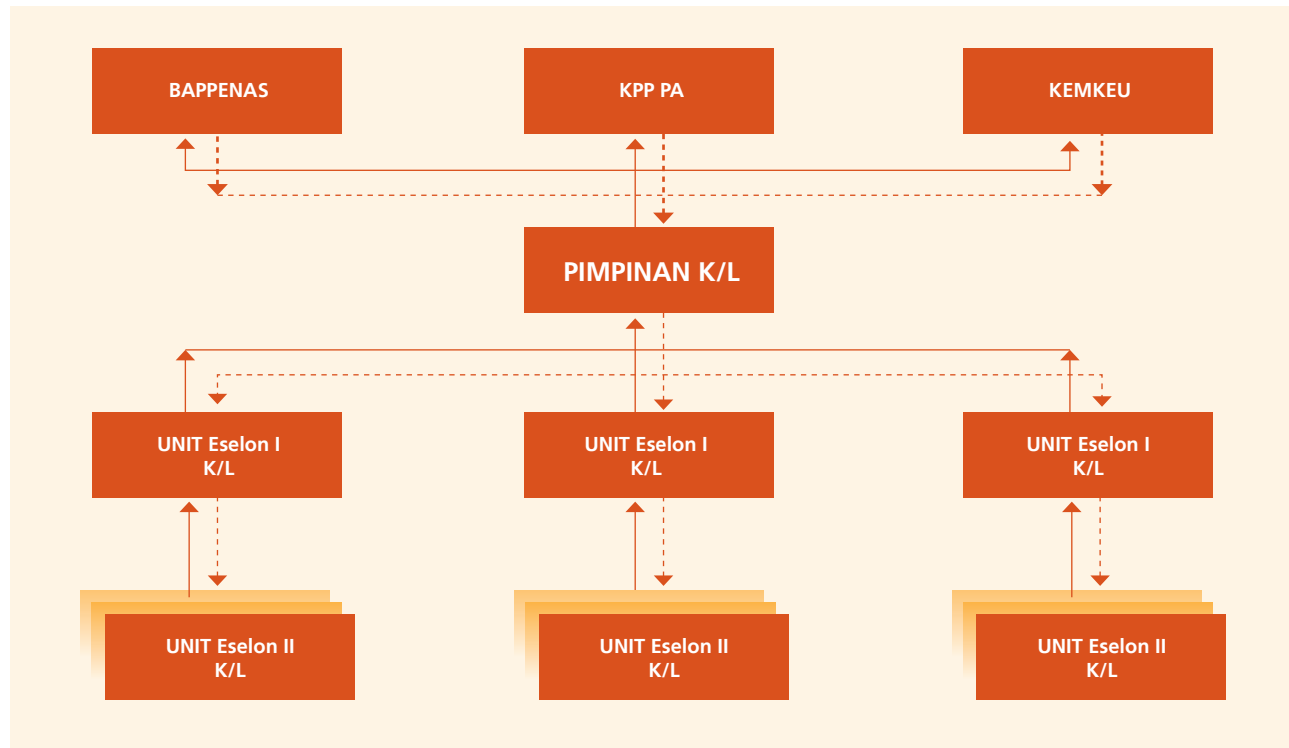 BAPPENAS
KPP PA
KEMKEU
PIMPINAN K/L
UNIT Eselon I
K/L
UNIT Eselon I
K/L
UNIT Eselon I
K/L
UNIT Eselon II
K/L
UNIT Eselon II
K/L
UNIT Eselon II
K/L